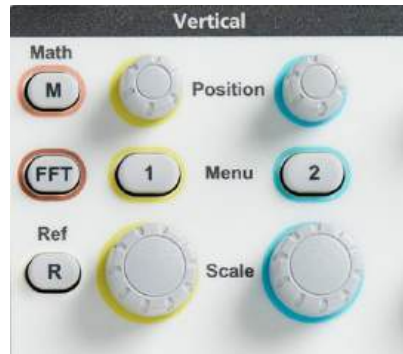 Vertical
Math
M
Position
FFT
1
Menu
2
Ref
R
Scale